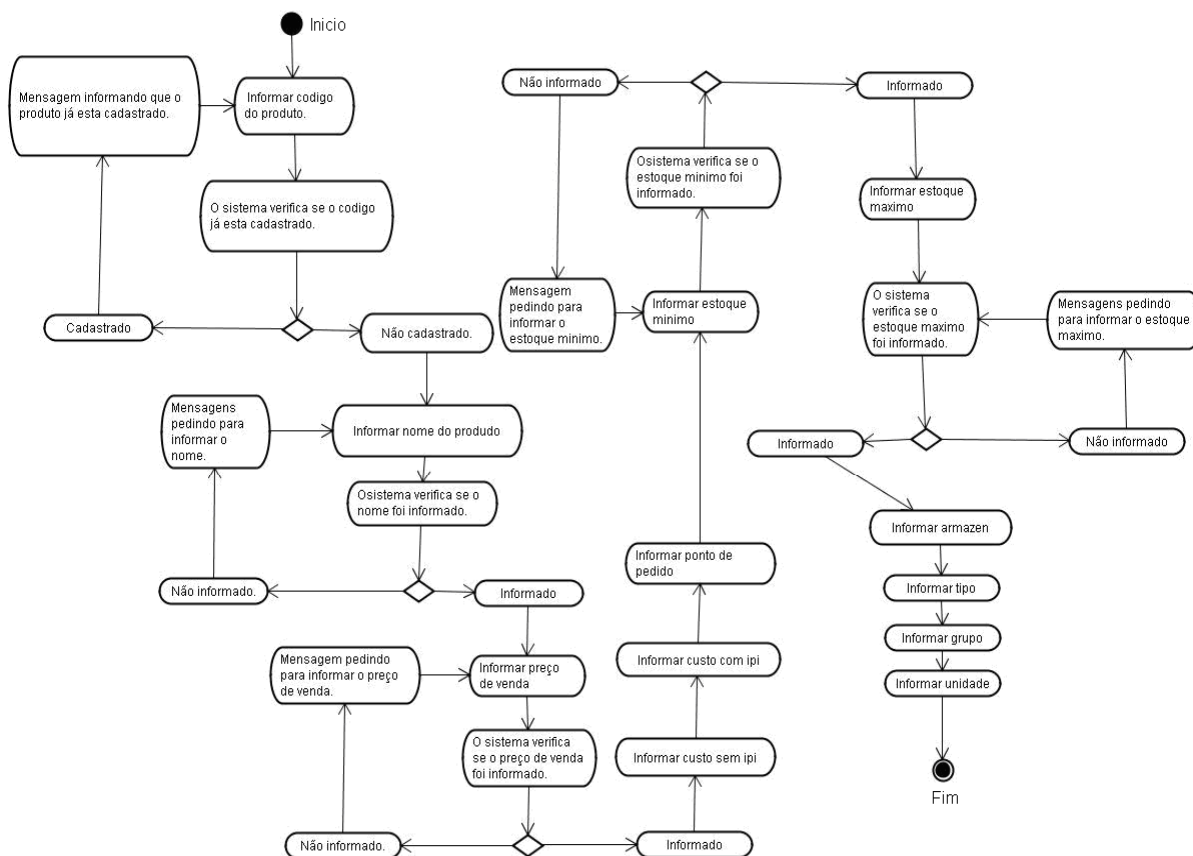 Inicio
Mensagem informando que o
produto já esta cadastrado.
Informar codigo
do produto.
O sistema verifica se o codigo
já esta cadastrado.
Cadastrado
Não cadastrado.
Mensagens
pedindo para
informar o
nome.
Informar nome do produdo
Osistema verifica se o
nome foi informado.
Não informado.
Informado
Mensagem pedindo
para informar o preço
de venda.
Informar preço
de venda
O sistema verifica
se o preço de venda
foi informado.
Não informado.
Informado
Informar custo sem ipi
Informar custo com ipi
Informar ponto de
pedido
Informar estoque
minimo
Mensagem
pedindo para
informar o
estoque minimo.
Osistema verifica se o
estoque minimo foi
informado.
Não informado
Informado
Informar estoque
maximo
O sistema
verifica se o
estoque maximo
foi informado.
Mensagens pedindo
para informar o estoque
maximo.
Informado
Não informado
Informar armazen
Informar tipo
Informar grupo
Informar unidade
Fim